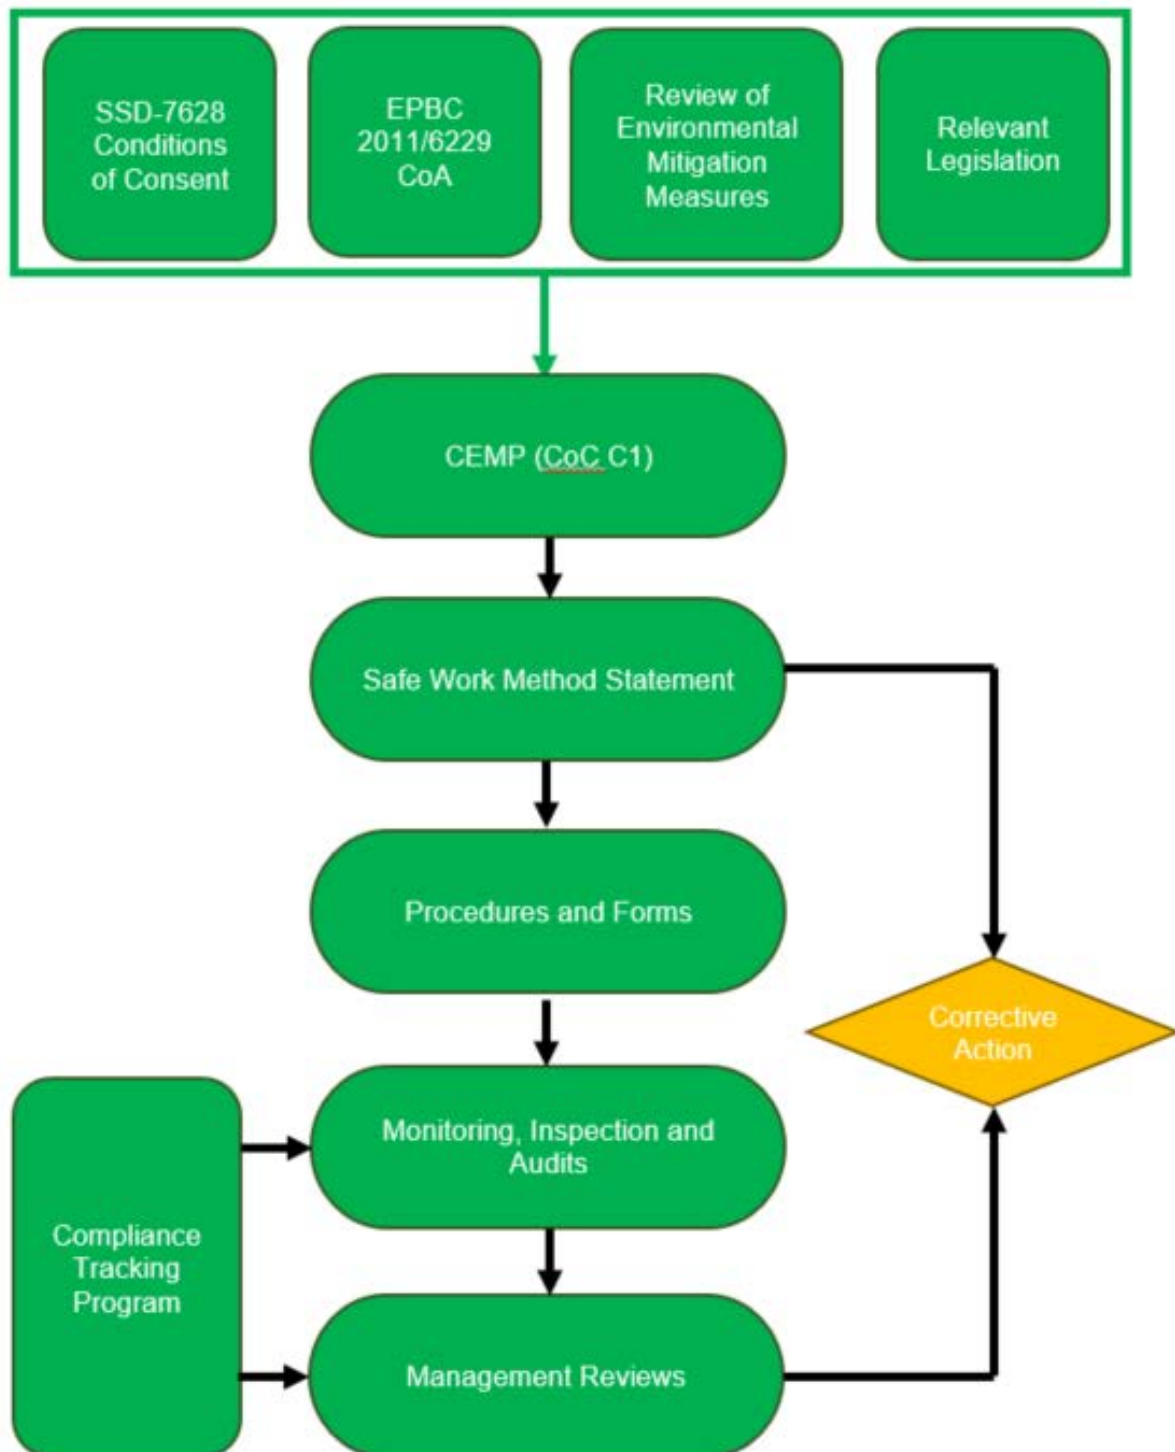 SSD-7628
Conditions
of Consent
EPBC
2011/6229
CoA
Review of
Environmental
Mitigation
Measures
Relevant
Legislation
CEMP (CoC C1)
Safe Work Method Statement
Procedures and Forms
Corrective
Action
Monitoring, Inspection and
Audits
Compliance
Tracking
Program
Management Reviews